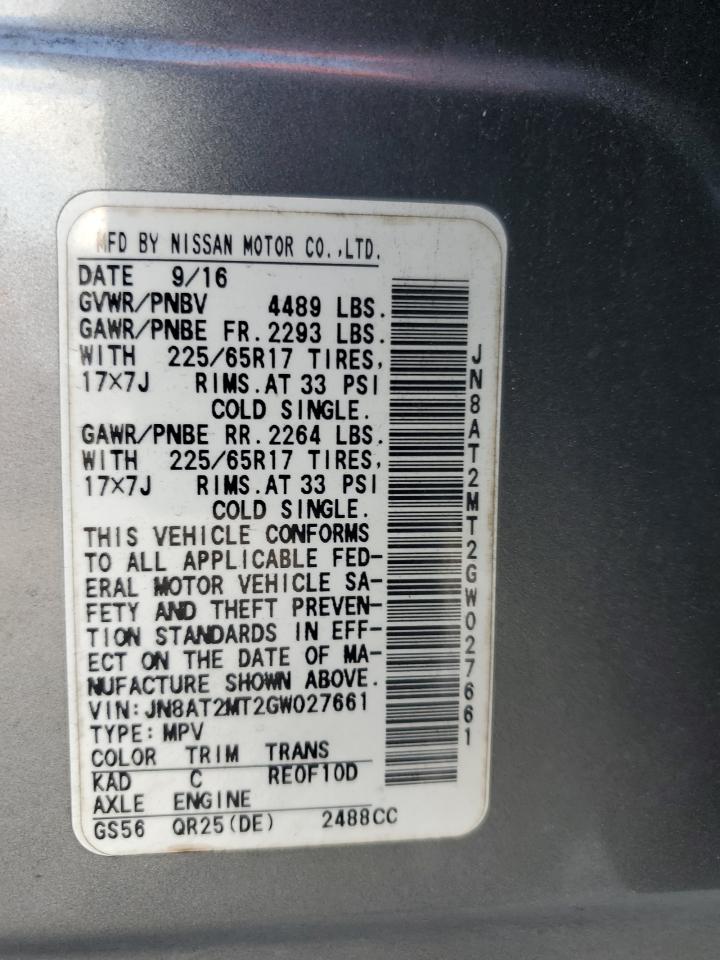 MFD BY NISSAN MOTOR CO.,LTD.
DATE 9/16
GVWR/PNBV 4489 LBS.
GAWR/PNBE FR. 2293 LBS.
WITH 225/65R17 TIRES,
17×7J RIMS. AT 33 PSI
COLD SINGLE.
GAWR/PNBE RR. 2264 LBS.
WITH 225/65R17 TIRES,
17×7J RIMS. AT 33 PSI
COLD SINGLE.
THIS VEHICLE CONFORMS
TO ALL APPLICABLE FED-
ERAL MOTOR VEHICLE SA-
FETY AND THEFT PREVEN-
TION STANDARDS IN EFF-
ECT ON THE DATE OF MA-
NUFACTURE SHOWN ABOVE.
VIN: JN8AT2MT2GW027661
TYPE: MPV
COLOR TRIM TRANS
KAD C RE0F10D
AXLE ENGINE
GS56 QR25(DE) 2488CC
JN8AT2MT2GW027661